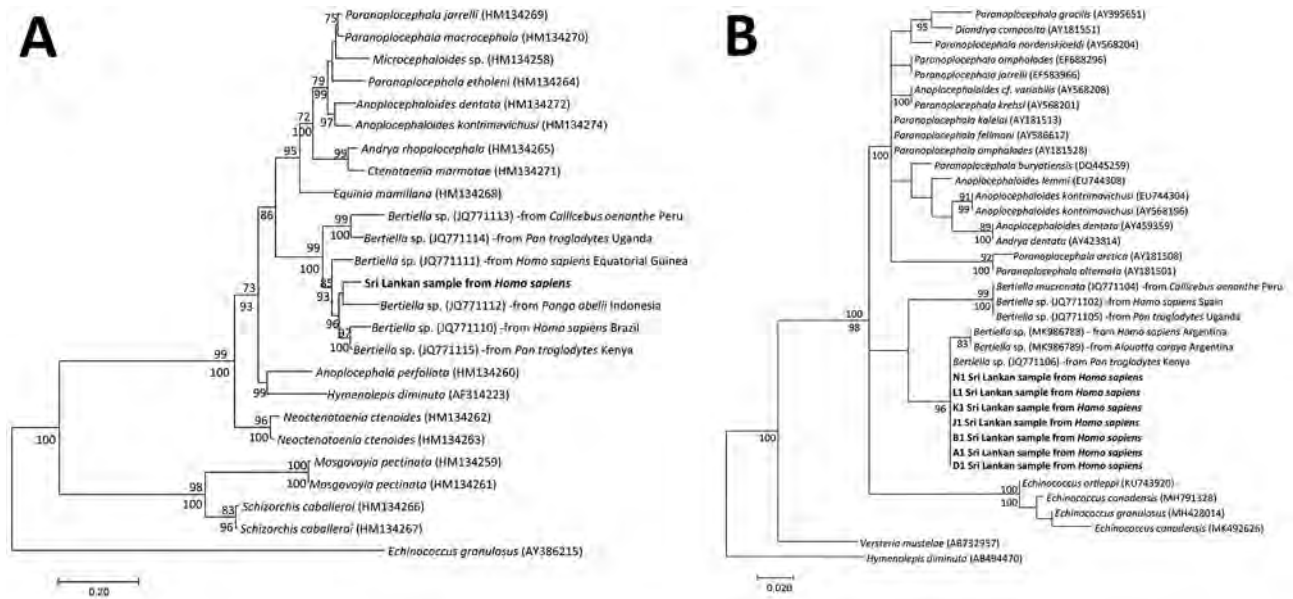 A
75
Paranoplocephala jarrelli (HM134269)
Paranoplocephala macrocephala (HM134270)
Microcephaloides sp. (HM134258)
79
Paranoplocephala etholeni (HM134264)
99
Anoplocephaloides dentata (HM134272)
72
97
Anoplocephaloides kontrimavichusi (HM134274)
100
95
99
Andrya rhopalocephala (HM134265)
Ctenotaenia marmotae (HM134271)
Equinia mamillana (HM134268)
86
99
Bertiella sp. (JQ771113) -from Callicebus oenanthe Peru
100
Bertiella sp. (JQ771114) -from Pan troglodytes Uganda
99
100
Bertiella sp. (JQ771111) -from Homo sapiens Equatorial Guinea
85
Sri Lankan sample from Homo sapiens
73
93
93
Bertiella sp. (JQ771112) -from Pongo abelii Indonesia
96
Bertiella sp. (JQ771110) -from Homo sapiens Brazil
100
Bertiella sp. (JQ771115) -from Pan troglodytes Kenya
99
100
Anoplocephala perfoliata (HM134260)
99
Hymenolepis diminuta (AF314223)
96
Neoctenotaenia ctenoides (HM134262)
100
Neoctenotaenia ctenoides (HM134263)
100
100
Mosgovoyia pectinata (HM134259)
100
Mosgovoyia pectinata (HM134261)
98
100
83
Schizorchis caballeroi (HM134266)
96
Schizorchis caballeroi (HM134267)
Echinococcus granulosus (AY386215)
0.20
B
Paranoplocephala gracilis (AY395651)
95
Diandrya composita (AY181551)
Paranoplocephala nordenskioeldi (AY568204)
Paranoplocephala omphalodes (EF688296)
Paranoplocephala jarrelli (EF583966)
Anoplocephaloides cf. variabilis (AY568208)
100
Paranoplocephala krebsi (AY568201)
Paranoplocephala kalelai (AY181513)
Paranoplocephala fellmani (AY586612)
Paranoplocephala omphalodes (AY181528)
100
Paranoplocephala buryatiensis (DQ445259)
Anoplocephaloides lemmi (EU744308)
91
Anoplocephaloides kontrimavichusi (EU744304)
99
Anoplocephaloides kontrimavichusi (AY568196)
89
Anoplocephaloides dentata (AY459359)
100
Andrya dentata (AY423814)
92
Paranoplocephala arctica (AY181508)
100
Paranoplocephala alternata (AY181501)
99
Bertiella mucronata (JQ771104) -from Callicebus oenanthe Peru
100
Bertiella sp. (JQ771102) -from Homo sapiens Spain
Bertiella sp. (JQ771105) -from Pan troglodytes Uganda
100
98
83
Bertiella sp. (MK986788) - from Homo sapiens Argentina
Bertiella sp. (MK986789) -from Alouatta caraya Argentina
Bertiella sp. (JQ771106) -from Pan troglodytes Kenya
N1 Sri Lankan sample from Homo sapiens
L1 Sri Lankan sample from Homo sapiens
96
K1 Sri Lankan sample from Homo sapiens
J1 Sri Lankan sample from Homo sapiens
100
B1 Sri Lankan sample from Homo sapiens
A1 Sri Lankan sample from Homo sapiens
D1 Sri Lankan sample from Homo sapiens
100
Echinococcus ortleppi (KU743920)
100
Echinococcus canadensis (MH791328)
Echinococcus granulosus (MH428014)
Echinococcus canadensis (MK492626)
Versteria mustelae (AB732957)
Hymenolepis diminuta (AB494470)
0.020